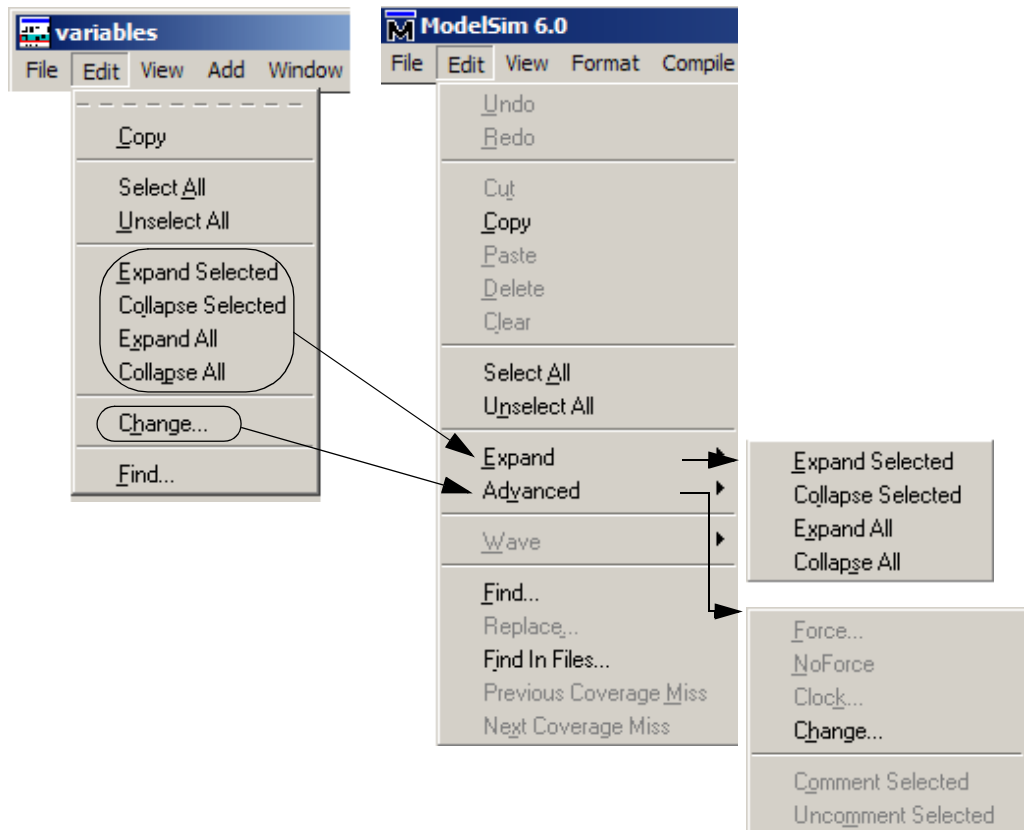 variables
File Edit View Add Window
Copy
Select All
Unselect All
Expand Selected
Collapse Selected
Expand All
Collapse All
Change...
Find...
ModelSim 6.0
File Edit View Format Compile
Undo
Redo
Cut
Copy
Paste
Delete
Clear
Select All
Unselect All
Expand
Advanced
Wave
Find...
Replace...
Find In Files...
Previous Coverage Miss
Next Coverage Miss
Expand Selected
Collapse Selected
Expand All
Collapse All
Force...
NoForce
Clock...
Change...
Comment Selected
Uncomment Selected